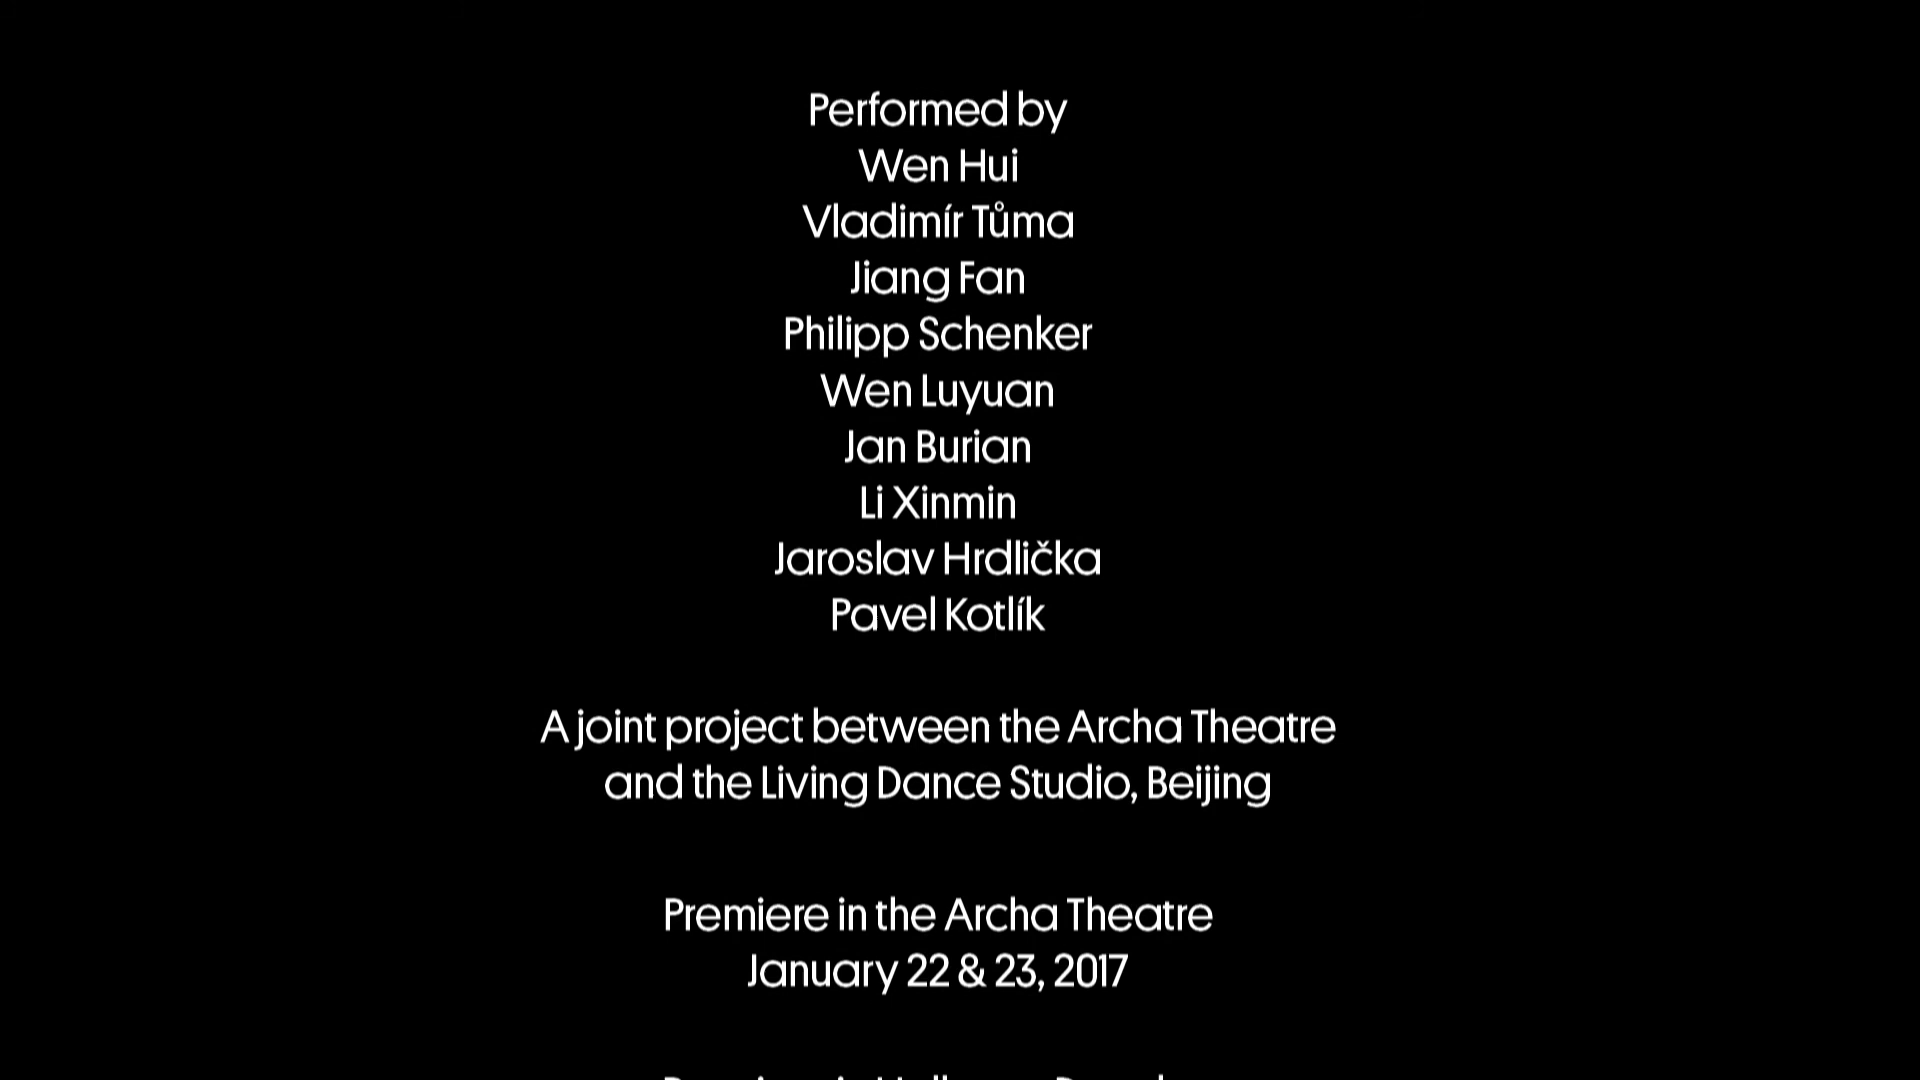 Performed by
Wen Hui
Vladimír Tůma
Jiang Fan
Philipp Schenker
Wen Luyuan
Jan Burian
Li Xinmin
Jaroslav Hrdlička
Pavel Kotlík
A joint project between the Archa Theatre
and the Living Dance Studio, Beijing
Premiere in the Archa Theatre
January 22 & 23, 2017